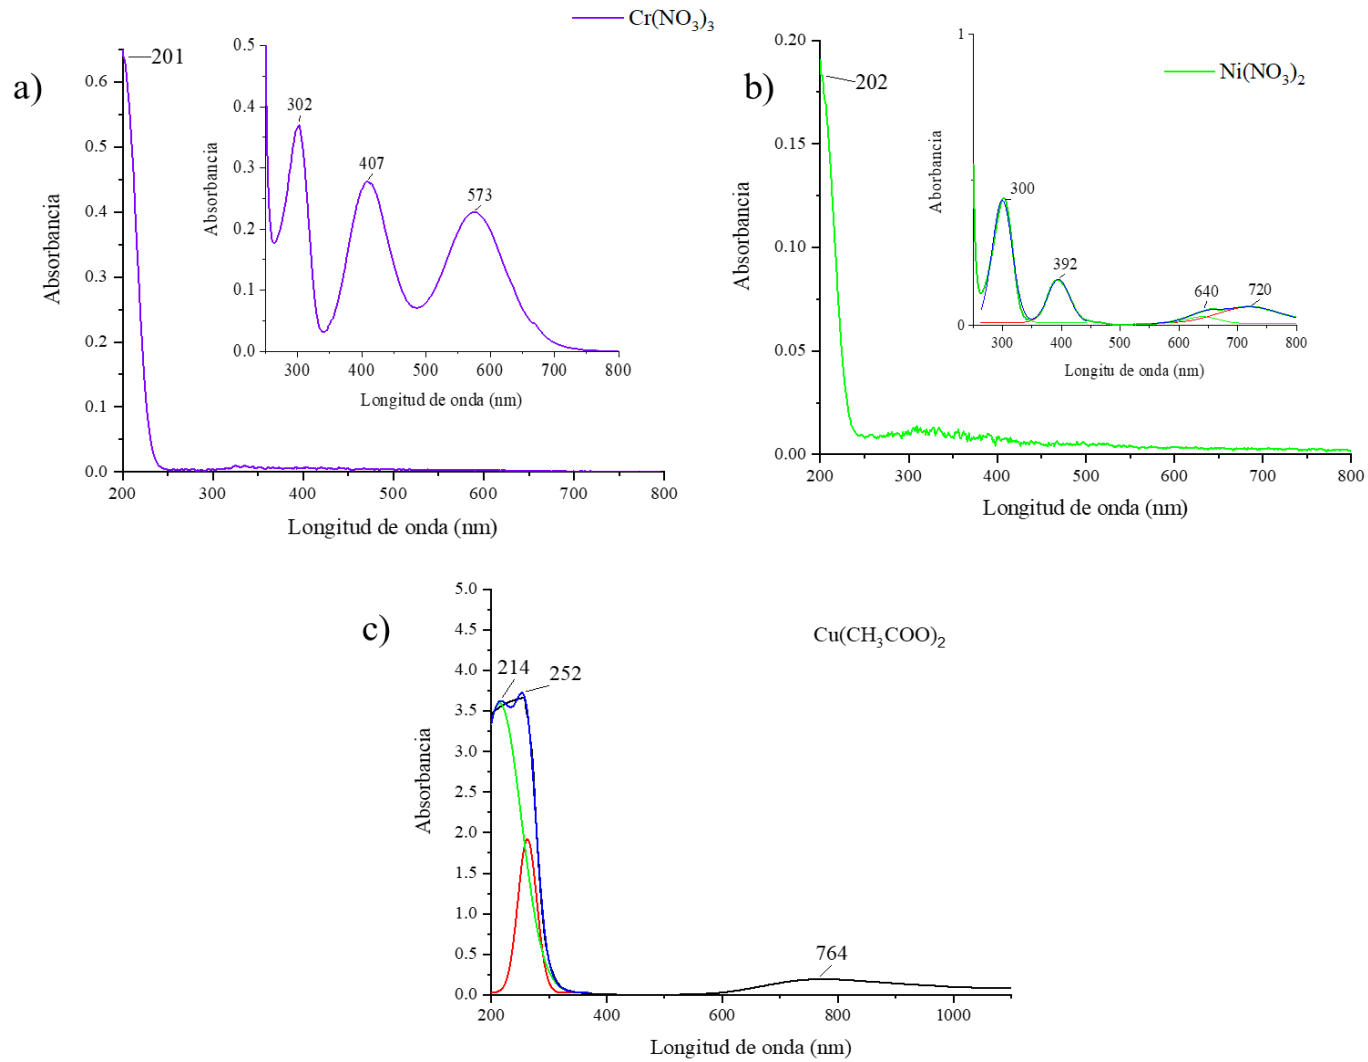 a)
Cr(NO3)3
201
Absorbancia
0.6
0.5
0.4
0.3
0.2
0.1
0.0
200 300 400 500 600 700 800
Longitud de onda (nm)
302
407
573
Absorbancia
0.5
0.4
0.3
0.2
0.1
0.0
300 400 500 600 700 800
Longitud de onda (nm)
b)
Ni(NO3)2
202
Absorbancia
0.20
0.15
0.10
0.05
0.00
200 300 400 500 600 700 800
Longitud de onda (nm)
300
392
640
720
Aborbancia
1
0
300 400 500 600 700 800
Longitu de onda (nm)
c)
Cu(CH3COO)2
214
252
764
Absorbancia
5.0
4.5
4.0
3.5
3.0
2.5
2.0
1.5
1.0
0.5
0.0
200 400 600 800 1000
Longitud de onda (nm)